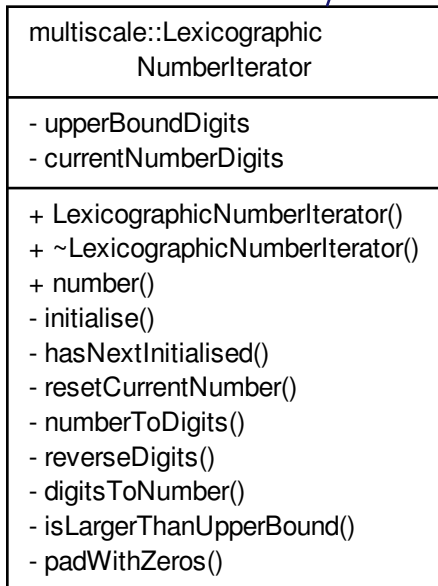 multiscale::Lexicographic
NumberIterator
- upperBoundDigits
- currentNumberDigits
+ LexicographicNumberIterator()
+ ~LexicographicNumberIterator()
+ number()
- initialise()
- hasNextInitialised()
- resetCurrentNumber()
- numberToDigits()
- reverseDigits()
- digitsToNumber()
- isLargerThanUpperBound()
- padWithZeros()